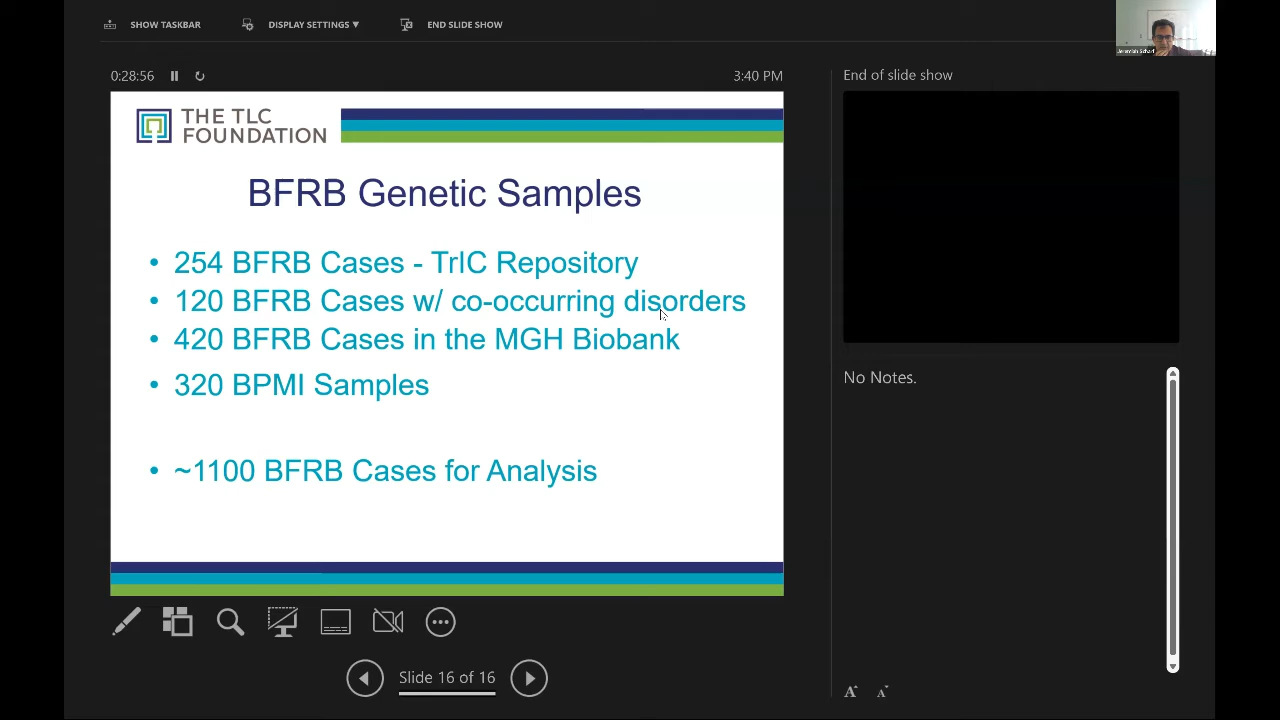 SHOW TASKBAR
DISPLAY SETTINGS ▼
END SLIDE SHOW
Jeremiah Scharf
0:28:56
3:40 PM
End of slide show
THE TLC
FOUNDATION
BFRB Genetic Samples
• 254 BFRB Cases - TrIC Repository
• 120 BFRB Cases w/ co-occurring disorders
• 420 BFRB Cases in the MGH Biobank
• 320 BPMI Samples
• ~1100 BFRB Cases for Analysis
No Notes.
Slide 16 of 16
A A